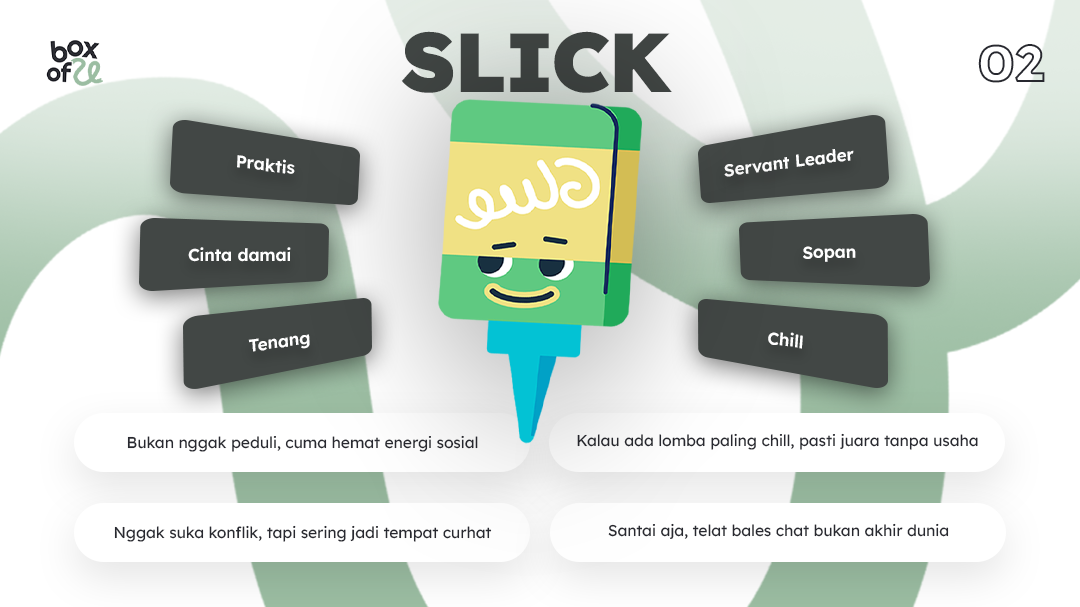 box
of
SLICK
02
Praktis
Cinta damai
Tenang
Glue
Servant Leader
Sopan
Chill
Bukan nggak peduli, cuma hemat energi sosial
Kalau ada lomba paling chill, pasti juara tanpa usaha
Nggak suka konflik, tapi sering jadi tempat curhat
Santai aja, telat bales chat bukan akhir dunia